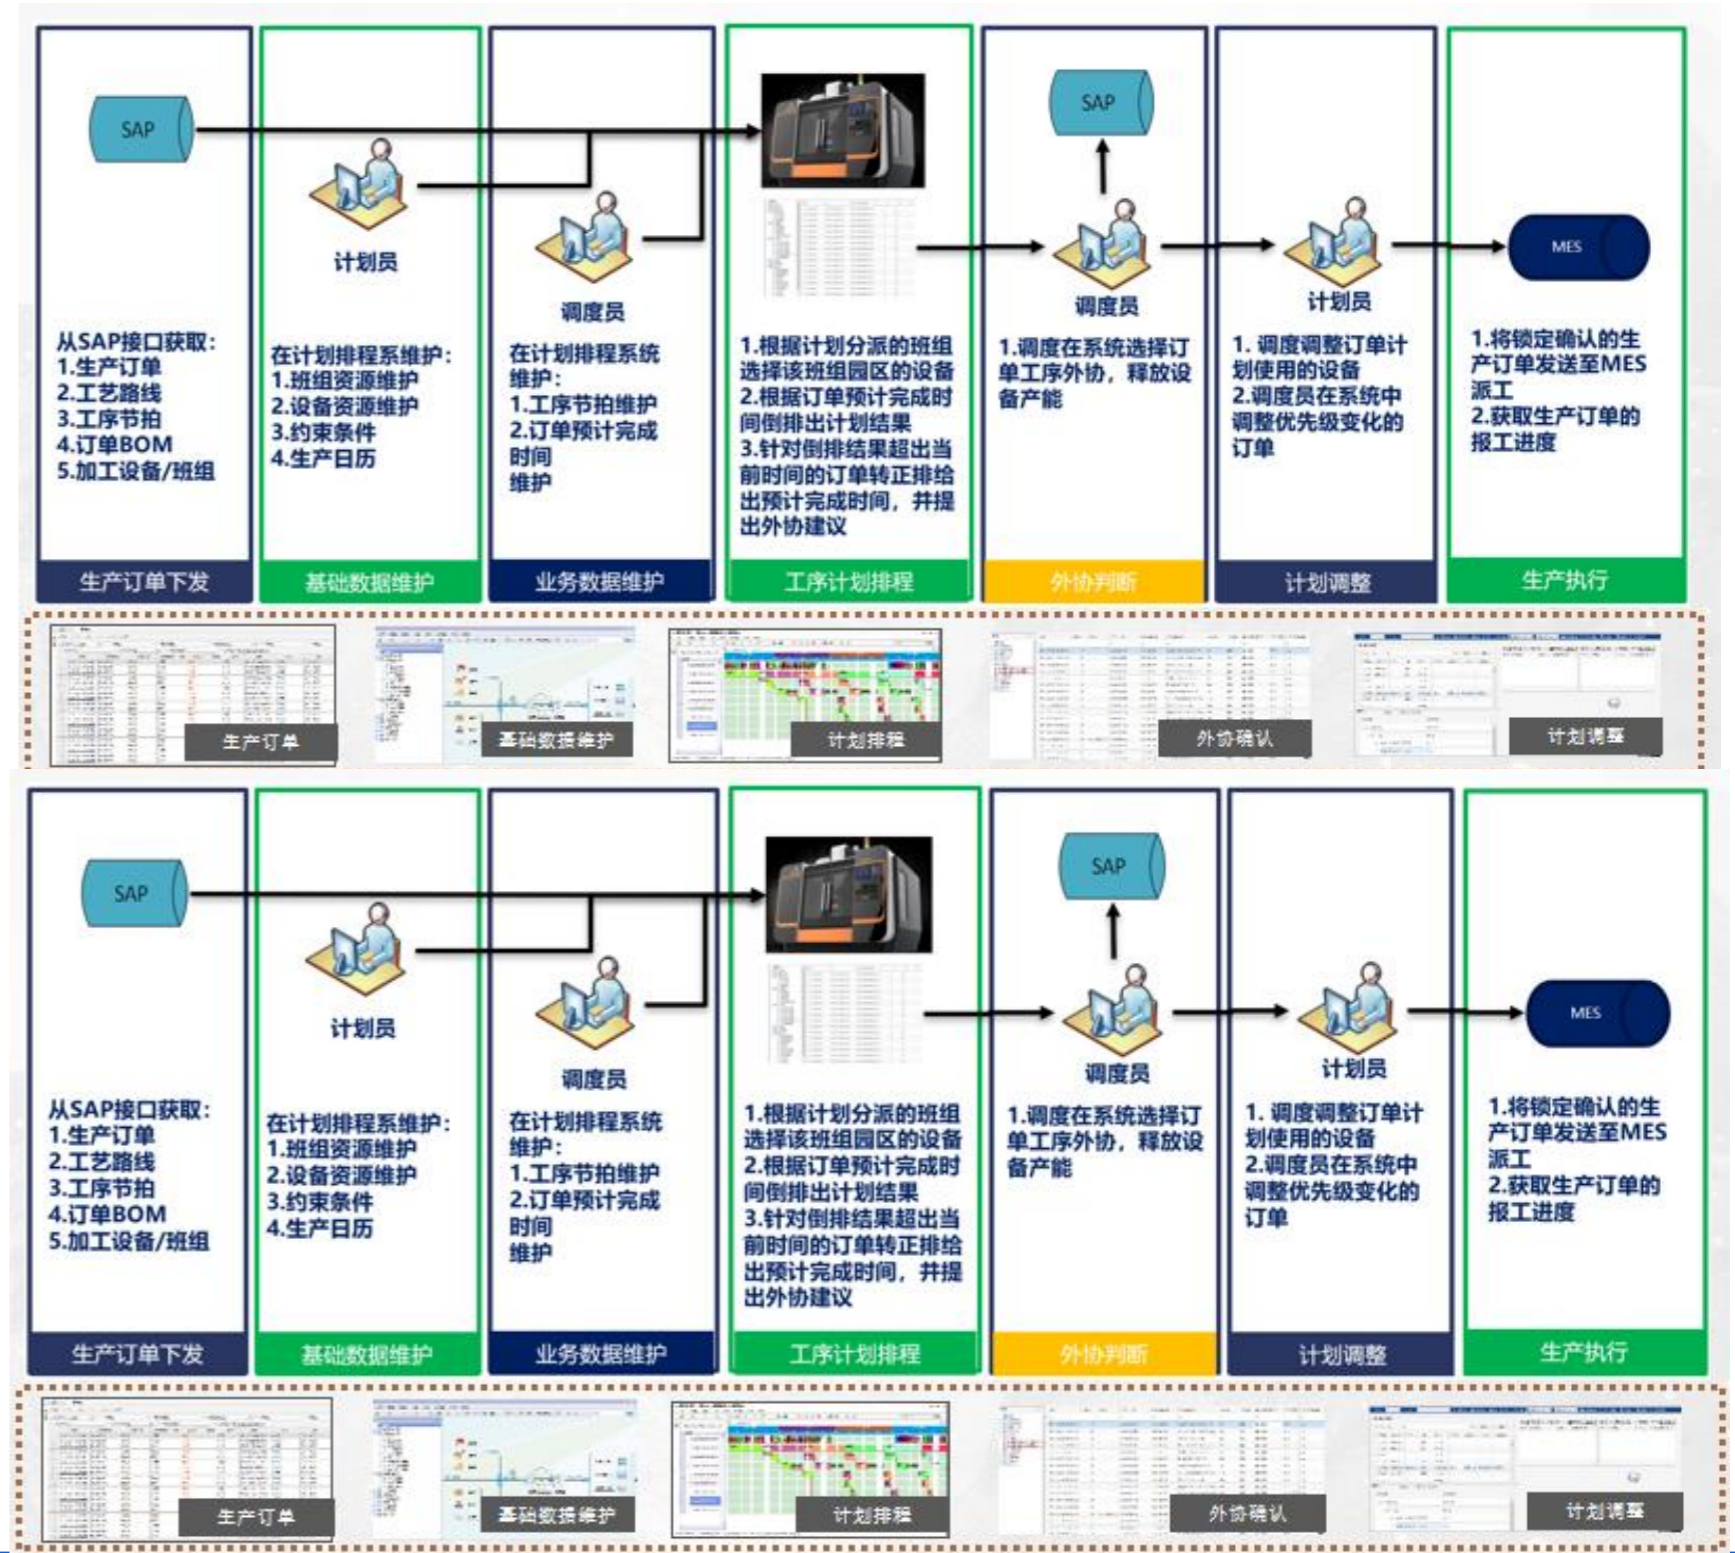 SAP
从SAP接口获取:
1.生产订单
2.工艺路线
3.工序节拍
4.订单BOM
5.加工设备/班组
生产订单下发
计划员
在计划排程系维护:
1.班组资源维护
2.设备资源维护
3.约束条件
4.生产日历
基础数据维护
调度员
在计划排程系统
维护:
1.工序节拍维护
2.订单预计完成
时间
维护
业务数据维护
1.根据计划分派的班组
选择该班组园区的设备
2.根据订单预计完成时
间倒排出计划结果
3.针对倒排结果超出当
前时间的订单转正排给
出预计完成时间，并提
出外协建议
工序计划排程
SAP
调度员
1.调度在系统选择订
单工序外协，释放设
备产能
外协判断
计划员
1. 调度调整订单计
划使用的设备
2.调度员在系统中
调整优先级变化的
订单
计划调整
MES
1.将锁定确认的生
产订单发送至MES
派工
2.获取生产订单的
报工进度
生产执行
生产订单
基础数据维护
计划排程
外协确认
计划调整
SAP
从SAP接口获取:
1.生产订单
2.工艺路线
3.工序节拍
4.订单BOM
5.加工设备/班组
生产订单下发
计划员
在计划排程系维护:
1.班组资源维护
2.设备资源维护
3.约束条件
4.生产日历
基础数据维护
调度员
在计划排程系统
维护:
1.工序节拍维护
2.订单预计完成
时间
维护
业务数据维护
1.根据计划分派的班组
选择该班组园区的设备
2.根据订单预计完成时
间倒排出计划结果
3.针对倒排结果超出当
前时间的订单转正排给
出预计完成时间，并提
出外协建议
工序计划排程
SAP
调度员
1.调度在系统选择订
单工序外协，释放设
备产能
外协判断
计划员
1. 调度调整订单计
划使用的设备
2.调度员在系统中
调整优先级变化的
订单
计划调整
MES
1.将锁定确认的生
产订单发送至MES
派工
2.获取生产订单的
报工进度
生产执行
生产订单
基础数据维护
计划排程
外协确认
计划调整